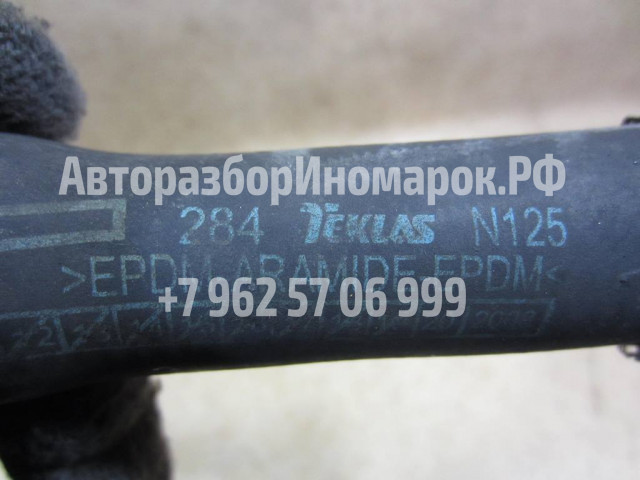 АвторазборИномарок.РФ
284 TEKLAS N125
>EPDM-ARAMIDE-EPDM<
+7 962 57 06 999